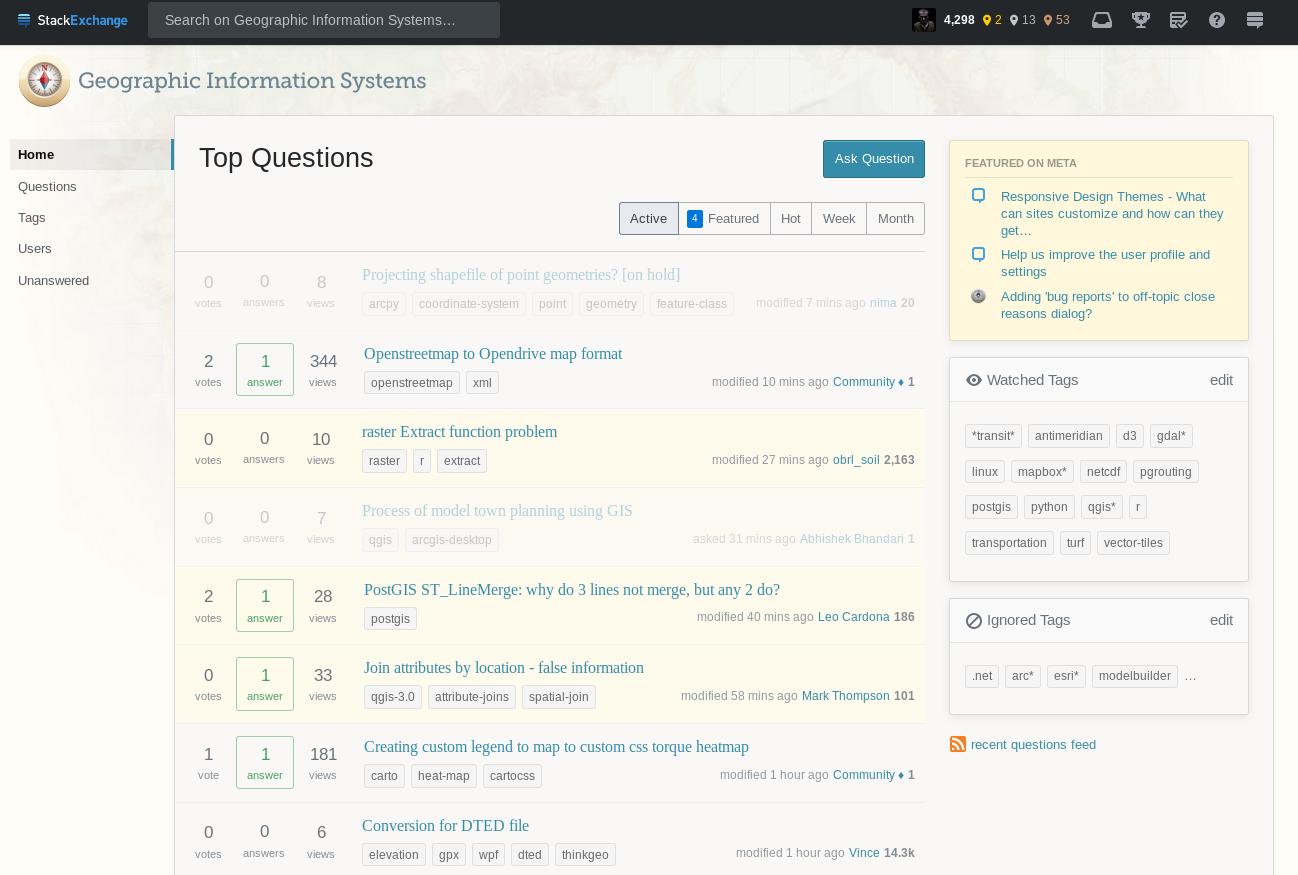 StackExchange
Search on Geographic Information Systems…
4,298 2 13 53
Geographic Information Systems
Home
Questions
Tags
Users
Unanswered
Top Questions
Ask Question
Active 4 Featured Hot Week Month
0 votes 0 answers 8 views
Projecting shapefile of point geometries? [on hold]
arcpy coordinate-system point geometry feature-class
modified 7 mins ago nima 20
2 votes 1 answer 344 views
Openstreetmap to Opendrive map format
openstreetmap xml
modified 10 mins ago Community ♦ 1
0 votes 0 answers 10 views
raster Extract function problem
raster r extract
modified 27 mins ago obrl_soil 2,163
0 votes 0 answers 7 views
Process of model town planning using GIS
qgis arcgis-desktop
asked 31 mins ago Abhishek Bhandari 1
2 votes 1 answer 28 views
PostGIS ST_LineMerge: why do 3 lines not merge, but any 2 do?
postgis
modified 40 mins ago Leo Cardona 186
0 votes 1 answer 33 views
Join attributes by location - false information
qgis-3.0 attribute-joins spatial-join
modified 58 mins ago Mark Thompson 101
1 vote 1 answer 181 views
Creating custom legend to map to custom css torque heatmap
carto heat-map cartocss
modified 1 hour ago Community ♦ 1
0 votes 0 answers 6 views
Conversion for DTED file
elevation gpx wpf dted thinkgeo
modified 1 hour ago Vince 14.3k
FEATURED ON META
Responsive Design Themes - What
can sites customize and how can they
get…
Help us improve the user profile and
settings
Adding 'bug reports' to off-topic close
reasons dialog?
Watched Tags edit
*transit* antimeridian d3 gdal*
linux mapbox* netcdf pgrouting
postgis python qgis* r
transportation turf vector-tiles
Ignored Tags edit
.net arc* esri* modelbuilder …
recent questions feed